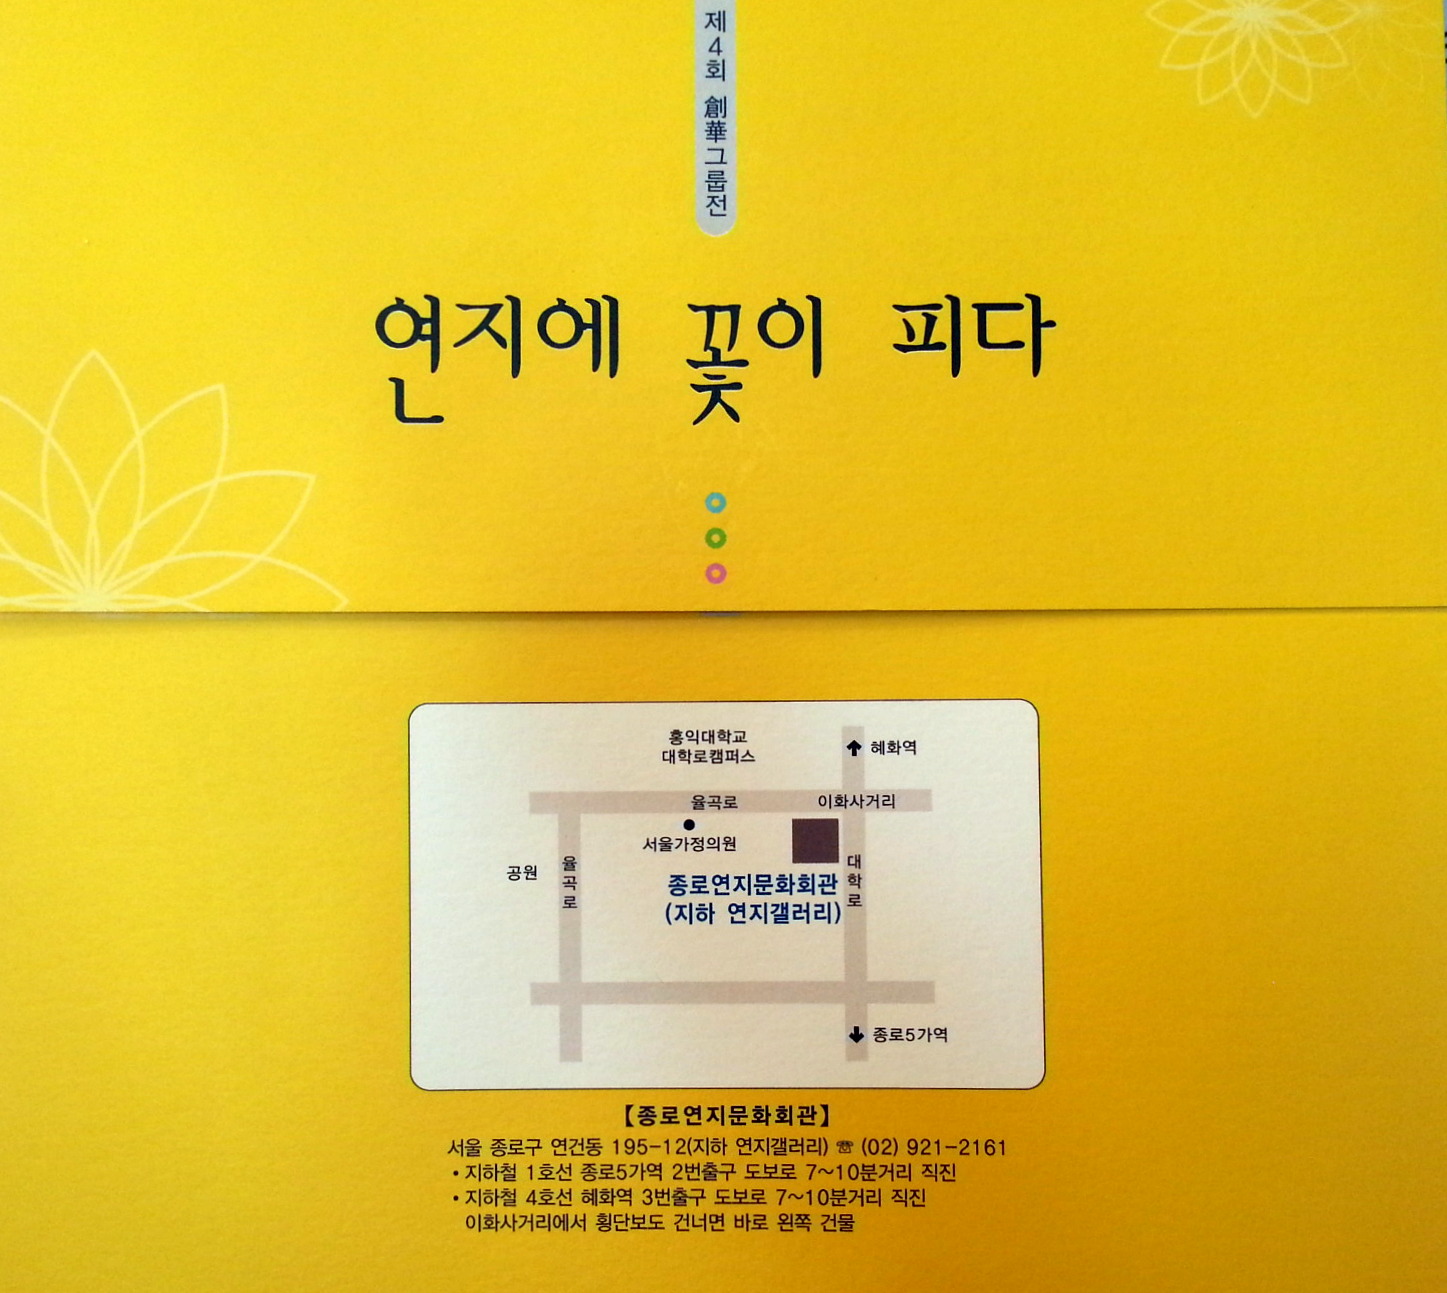 제4회 創華그룹전
연지에 꽃이 피다
홍익대학교
대학로캠퍼스
혜화역
율곡로
이화사거리
서울가정의원
공원
율곡로
대학로
종로연지문화회관
(지하 연지갤러리)
종로5가역
【종로연지문화회관】
서울 종로구 연건동 195-12(지하 연지갤러리) ☏ (02) 921-2161
• 지하철 1호선 종로5가역 2번출구 도보로 7~10분거리 직진
• 지하철 4호선 혜화역 3번출구 도보로 7~10분거리 직진
이화사거리에서 횡단보도 건너면 바로 왼쪽 건물